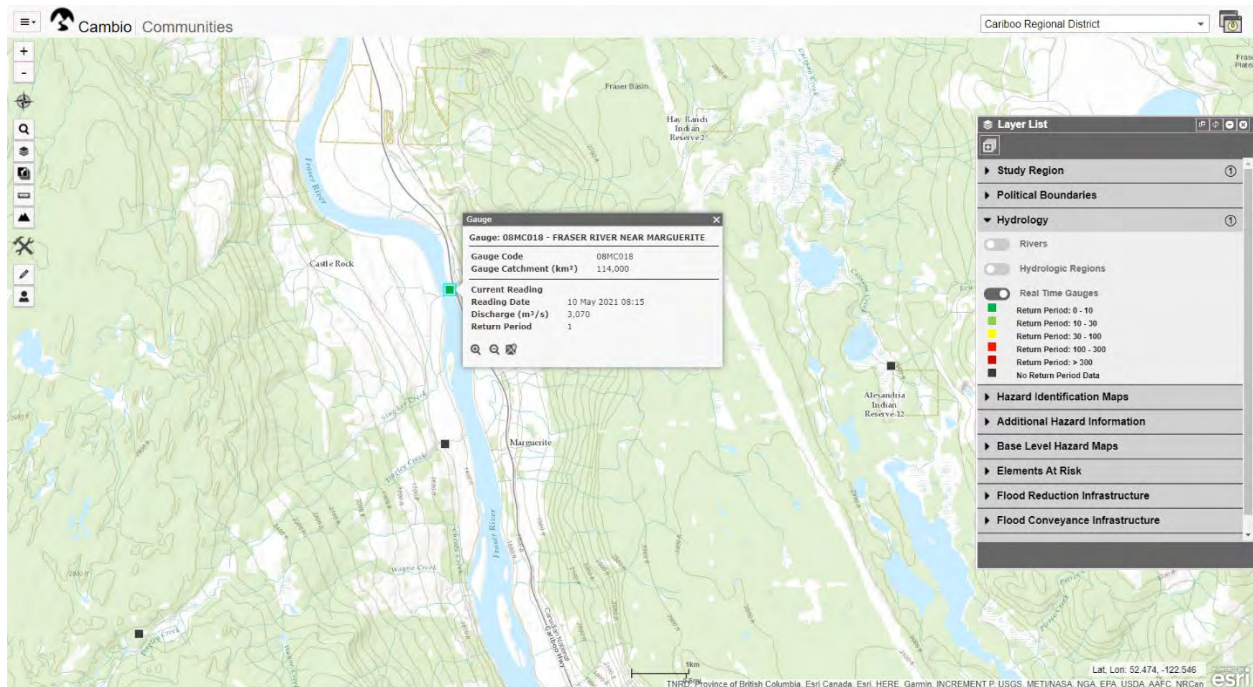 Cambio Communities
Cariboo Regional District
Fraser Basin
Hay Ranch
Indian
Reserve 2
Fraser River
Castle Rock
Gauge
Gauge: 08MC018 - FRASER RIVER NEAR MARGUERITE
Gauge Code 08MC018
Gauge Catchment (km²) 114,000
Current Reading
Reading Date 10 May 2021 08:15
Discharge (m³/s) 3,070
Return Period 1
Marguerite
Alexandria
Indian
Reserve 12
Fraser River
Canadian National
Cariboo Hwy
Layer List
Study Region 1
Political Boundaries
Hydrology 1
Rivers
Hydrologic Regions
Real Time Gauges
Return Period: 0 - 10
Return Period: 10 - 30
Return Period: 30 - 100
Return Period: 100 - 300
Return Period: > 300
No Return Period Data
Hazard Identification Maps
Additional Hazard Information
Base Level Hazard Maps
Elements At Risk
Flood Reduction Infrastructure
Flood Conveyance Infrastructure
1km
Lat, Lon: 52.474, -122.546
TNRD, Province of British Columbia, Esri Canada, Esri, HERE, Garmin, INCREMENT P, USGS, METI/NASA, NGA, EPA, USDA, AAFC, NRCan
esri